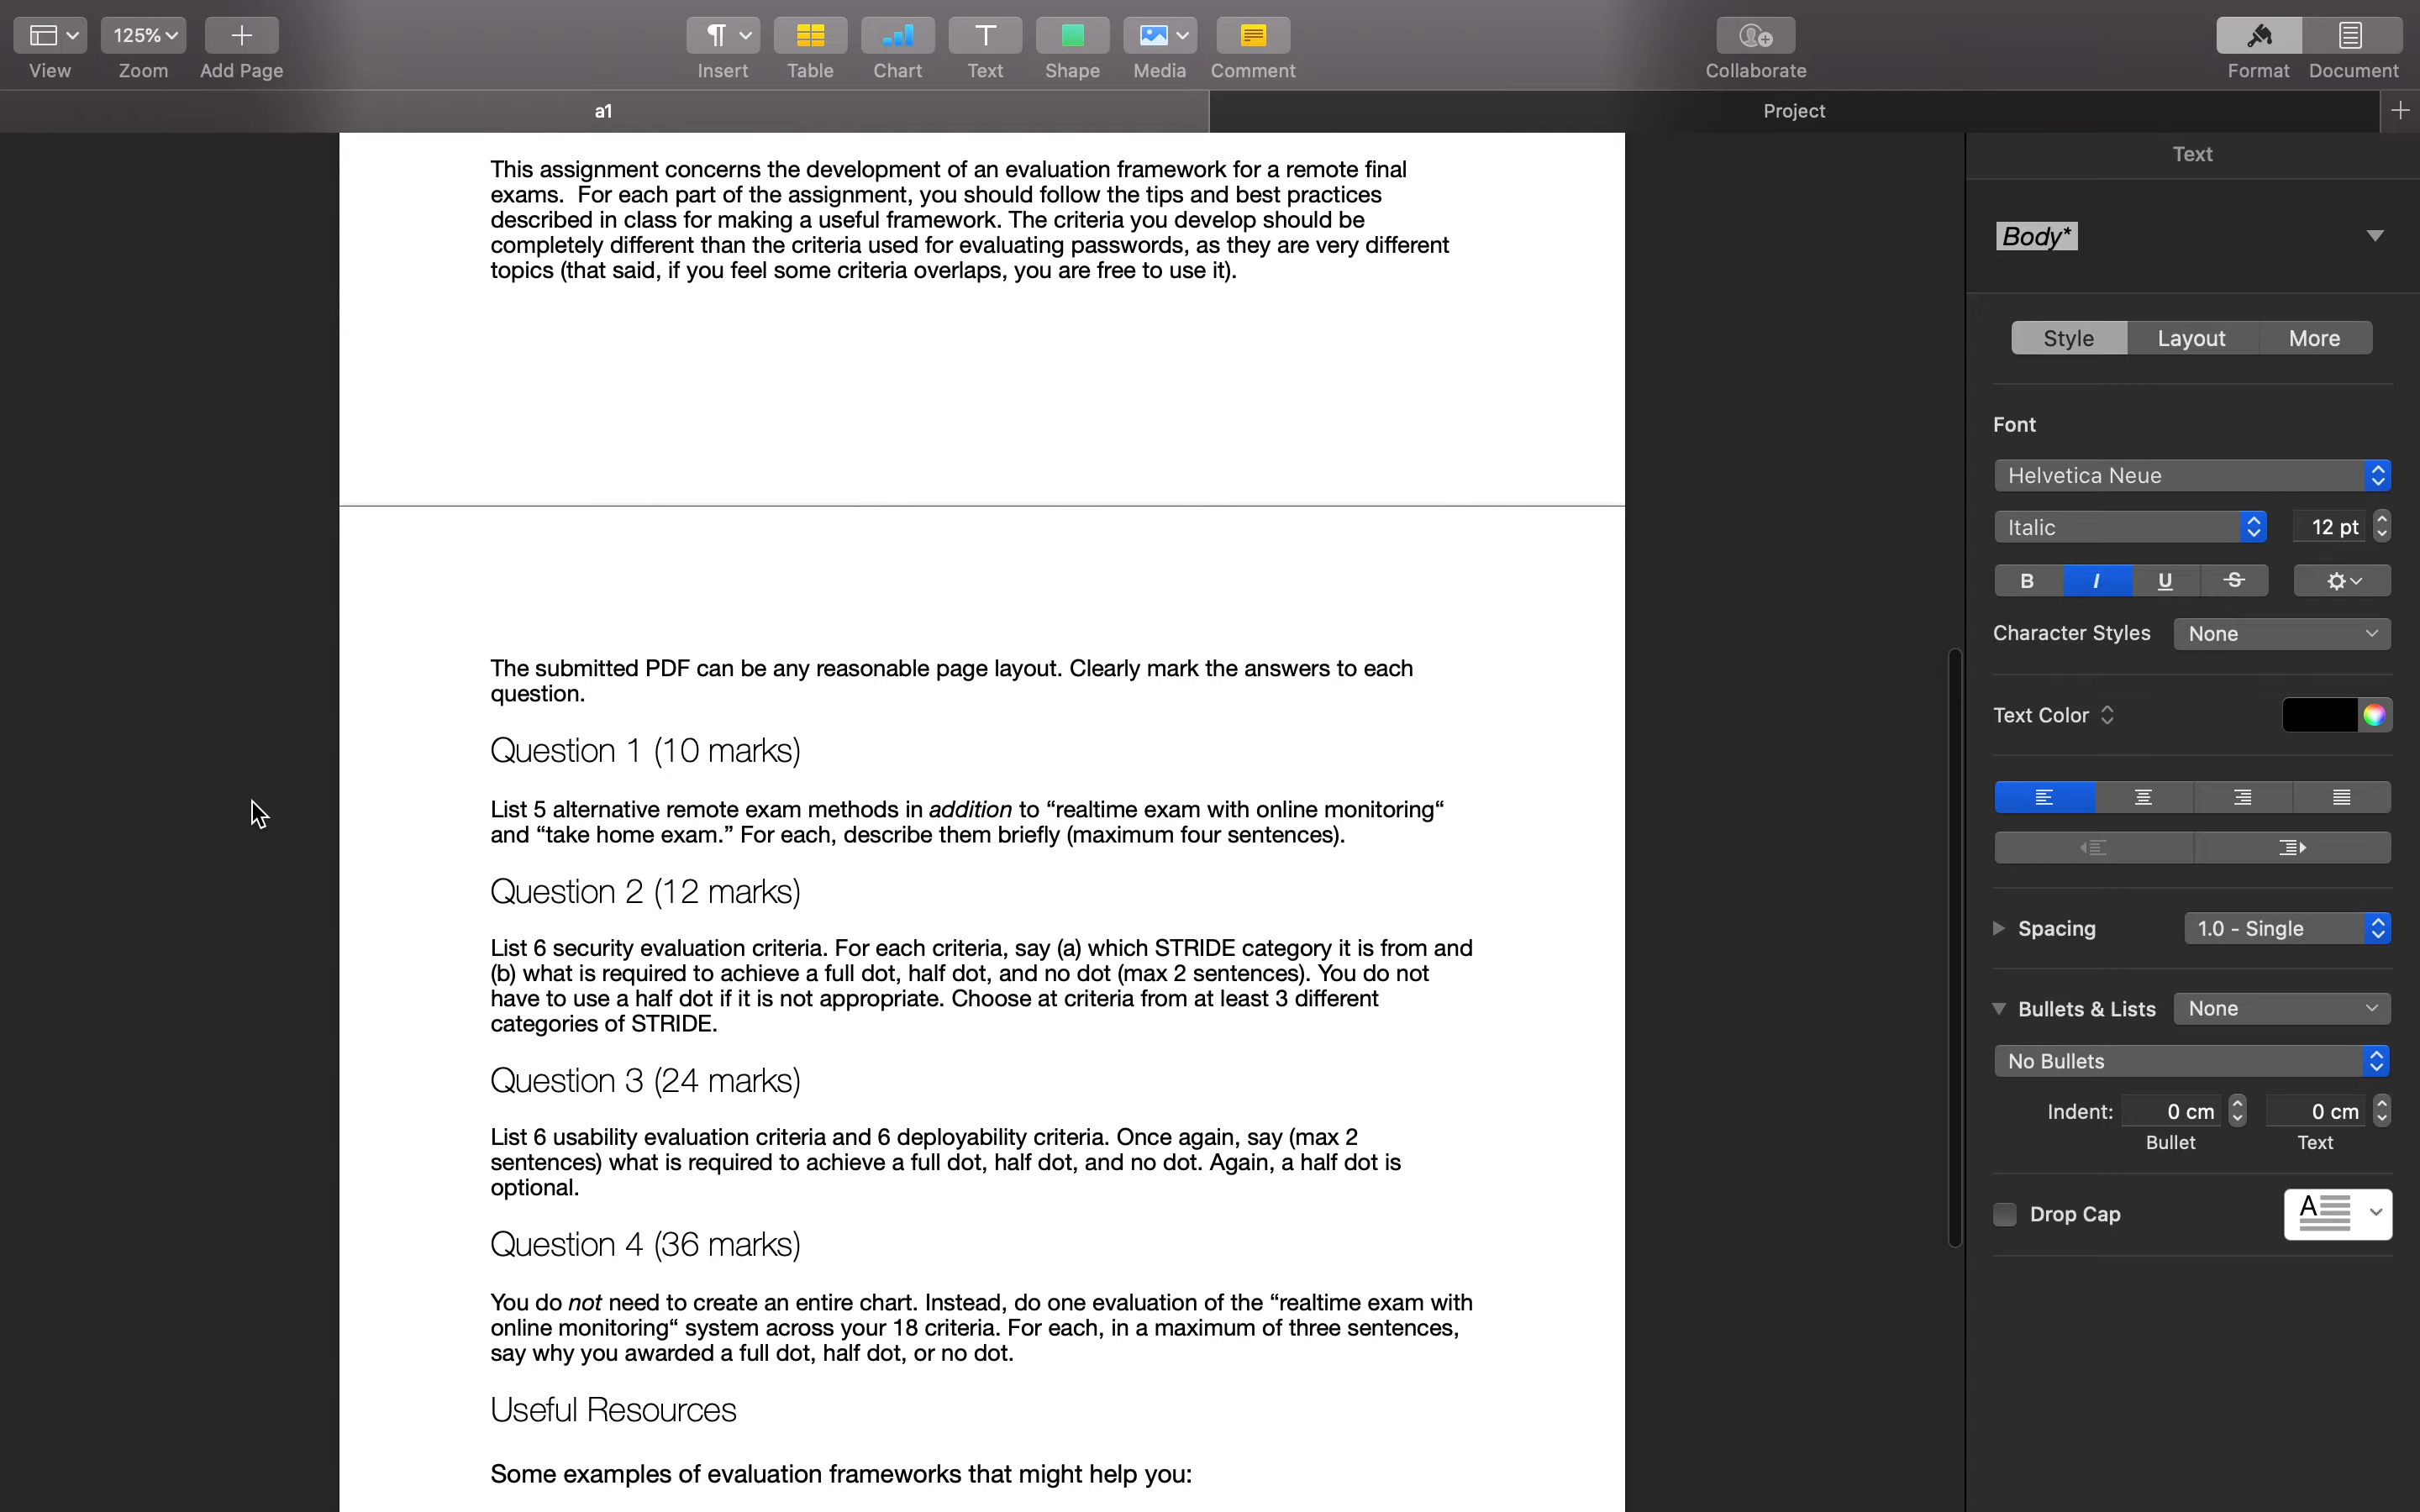 125%
View
Zoom
Add Page
Insert
Table
Chart
Text
Shape
Media
Comment
Collaborate
Format
Document
a1
Project
This assignment concerns the development of an evaluation framework for a remote final
exams.  For each part of the assignment, you should follow the tips and best practices
described in class for making a useful framework. The criteria you develop should be
completely different than the criteria used for evaluating passwords, as they are very different
topics (that said, if you feel some criteria overlaps, you are free to use it).
The submitted PDF can be any reasonable page layout. Clearly mark the answers to each
question.
Question 1 (10 marks)
List 5 alternative remote exam methods in addition to “realtime exam with online monitoring“
and “take home exam.” For each, describe them briefly (maximum four sentences).
Question 2 (12 marks)
List 6 security evaluation criteria. For each criteria, say (a) which STRIDE category it is from and
(b) what is required to achieve a full dot, half dot, and no dot (max 2 sentences). You do not
have to use a half dot if it is not appropriate. Choose at criteria from at least 3 different
categories of STRIDE.
Question 3 (24 marks)
List 6 usability evaluation criteria and 6 deployability criteria. Once again, say (max 2
sentences) what is required to achieve a full dot, half dot, and no dot. Again, a half dot is
optional.
Question 4 (36 marks)
You do not need to create an entire chart. Instead, do one evaluation of the “realtime exam with
online monitoring“ system across your 18 criteria. For each, in a maximum of three sentences,
say why you awarded a full dot, half dot, or no dot.
Useful Resources
Some examples of evaluation frameworks that might help you:
Text
Body*
Style
Layout
More
Font
Helvetica Neue
Italic
12 pt
B
I
U
S
Character Styles
None
Text Color
Spacing
1.0 - Single
Bullets & Lists
None
No Bullets
Indent:
0 cm
0 cm
Bullet
Text
Drop Cap
A